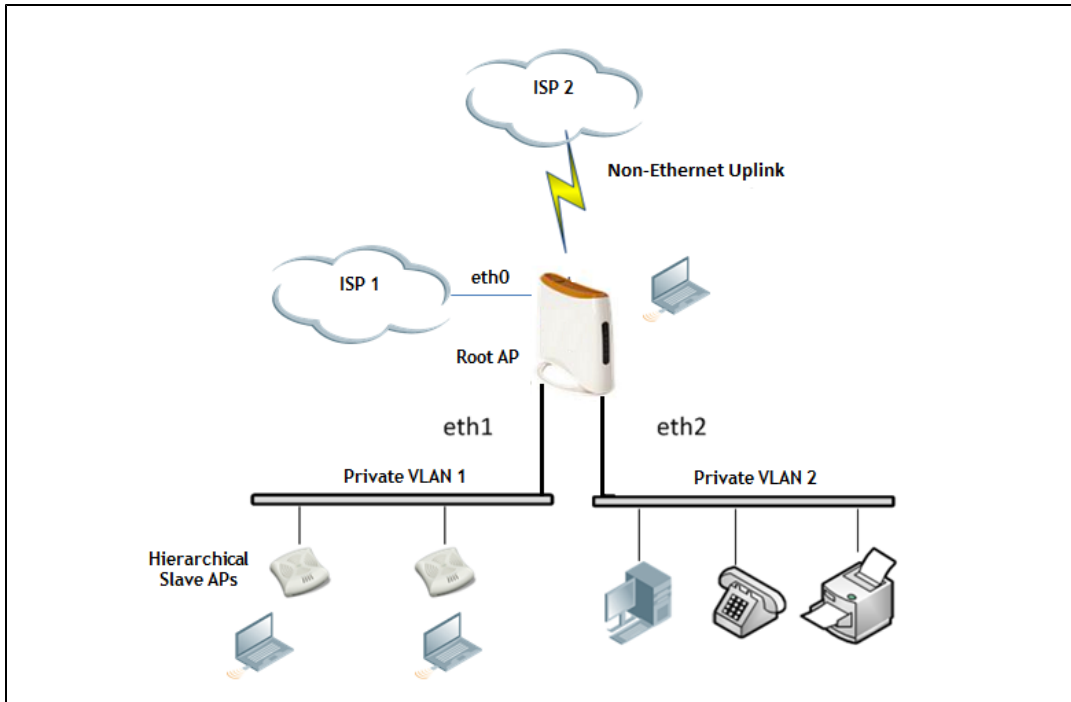 ISP 2
Non-Ethernet Uplink
ISP 1
eth0
Root AP
eth1
eth2
Private VLAN 1
Private VLAN 2
Hierarchical
Slave APs